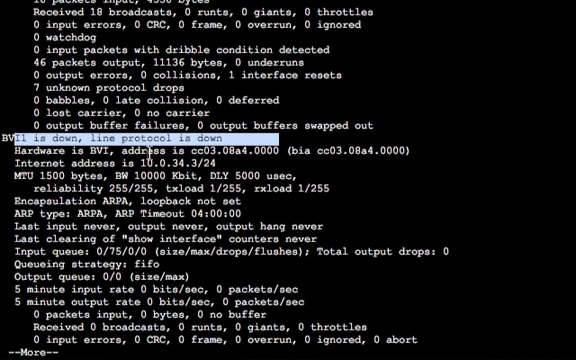 18 packets input, 4536 bytes
Received 18 broadcasts, 0 runts, 0 giants, 0 throttles
0 input errors, 0 CRC, 0 frame, 0 overrun, 0 ignored
0 watchdog
0 input packets with dribble condition detected
46 packets output, 11136 bytes, 0 underruns
0 output errors, 0 collisions, 1 interface resets
7 unknown protocol drops
0 babbles, 0 late collision, 0 deferred
0 lost carrier, 0 no carrier
0 output buffer failures, 0 output buffers swapped out
BVI1 is down, line protocol is down
Hardware is BVI, address is cc03.08a4.0000 (bia cc03.08a4.0000)
Internet address is 10.0.34.3/24
MTU 1500 bytes, BW 10000 Kbit, DLY 5000 usec,
reliability 255/255, txload 1/255, rxload 1/255
Encapsulation ARPA, loopback not set
ARP type: ARPA, ARP Timeout 04:00:00
Last input never, output never, output hang never
Last clearing of "show interface" counters never
Input queue: 0/75/0/0 (size/max/drops/flushes); Total output drops: 0
Queueing strategy: fifo
Output queue: 0/0 (size/max)
5 minute input rate 0 bits/sec, 0 packets/sec
5 minute output rate 0 bits/sec, 0 packets/sec
0 packets input, 0 bytes, 0 no buffer
Received 0 broadcasts, 0 runts, 0 giants, 0 throttles
0 input errors, 0 CRC, 0 frame, 0 overrun, 0 ignored, 0 abort
--More--